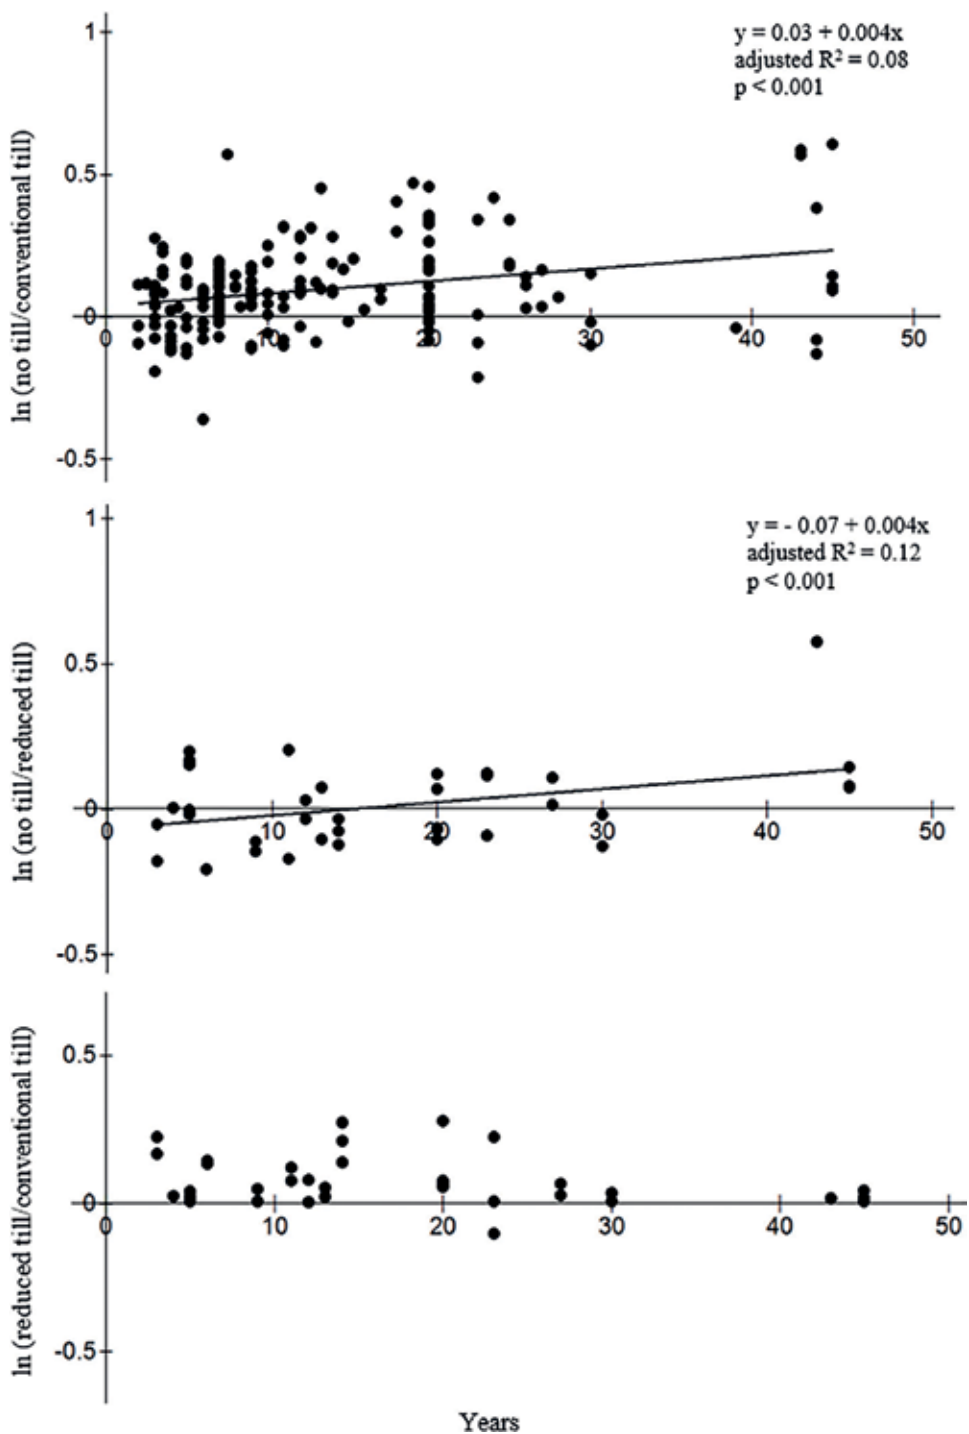 1
y = 0.03 + 0.004x
adjusted R² = 0.08
p < 0.001
0.5
ln (no till/conventional till)
0
0 10 20 30 40 50
-0.5
1
y = - 0.07 + 0.004x
adjusted R² = 0.12
p < 0.001
0.5
ln (no till/reduced till)
0
0 10 20 30 40 50
-0.5
0.5
ln (reduced till/conventional till)
0
0 10 20 30 40 50
-0.5
Years